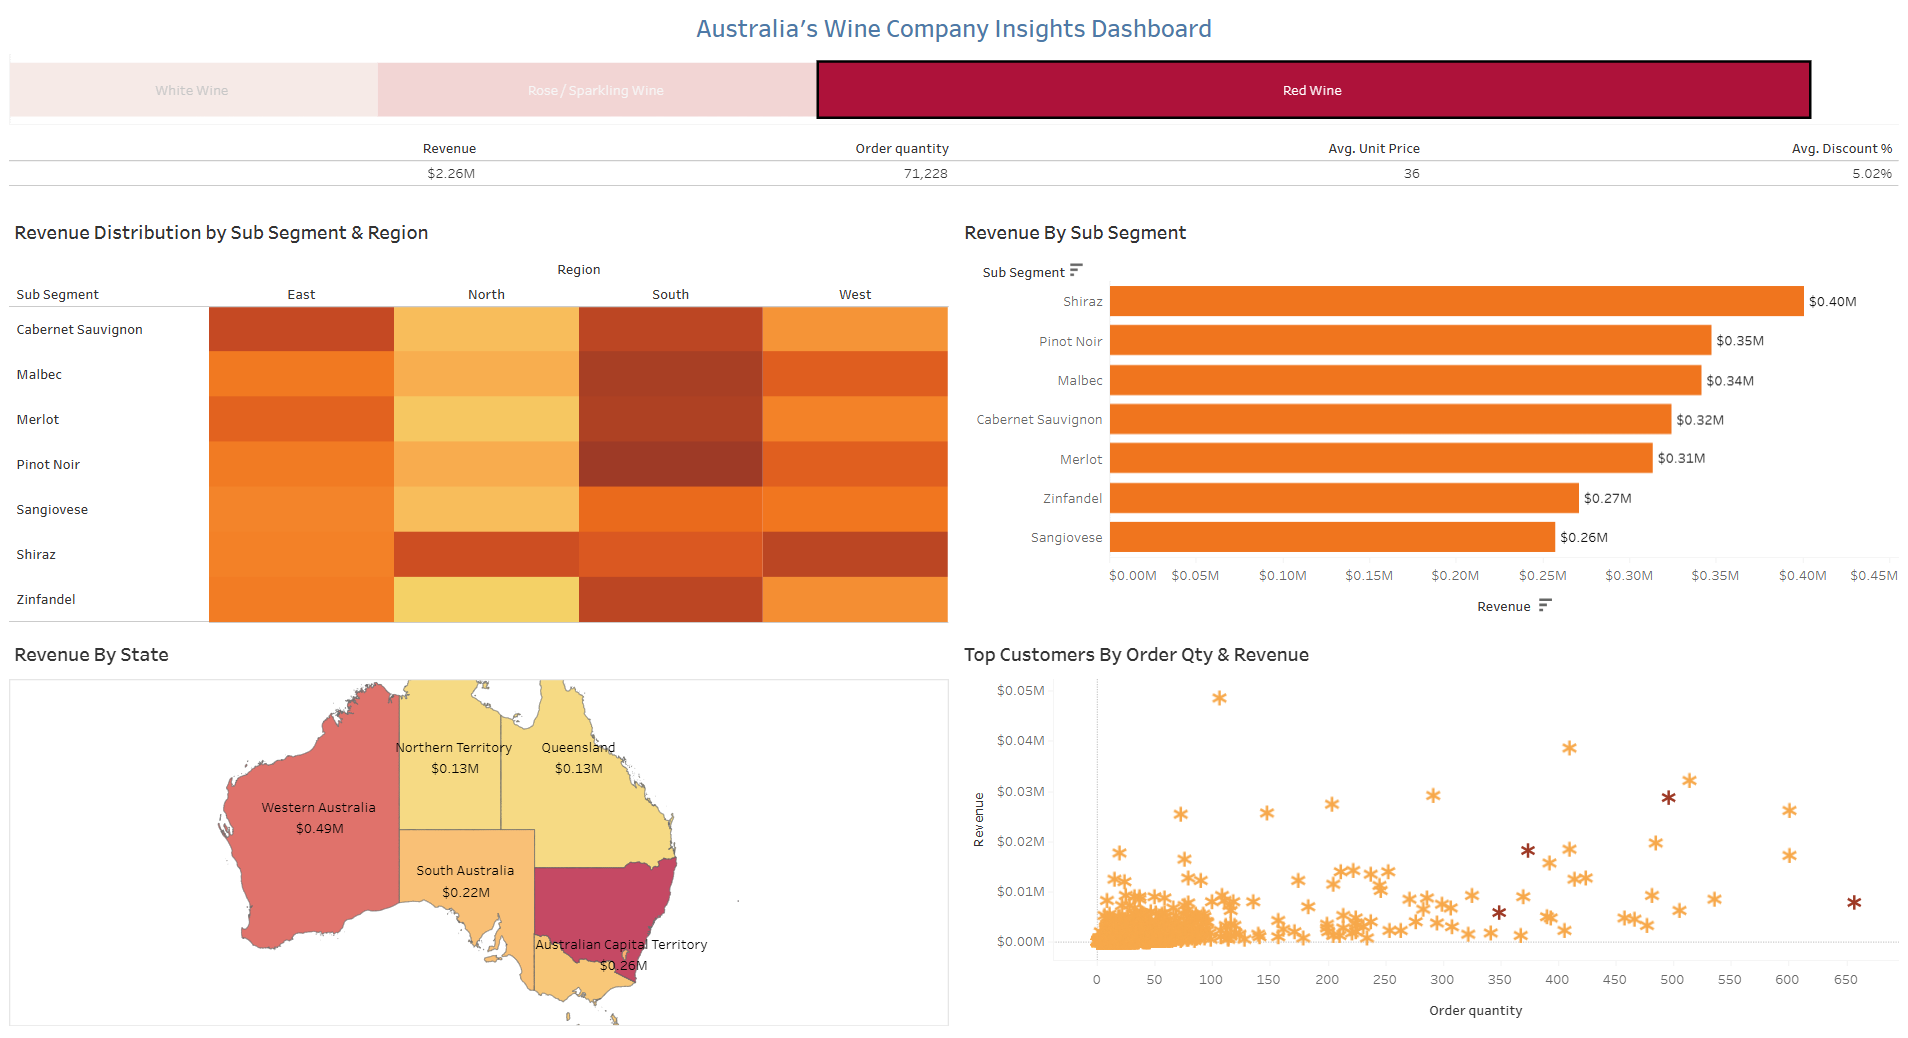 Australia’s Wine Company Insights Dashboard
White Wine Rose / Sparkling Wine Red Wine
Revenue Order quantity Avg. Unit Price Avg. Discount %
$2.26M 71,228 36 5.02%
Revenue Distribution by Sub Segment & Region
Region
Sub Segment East North South West
Cabernet Sauvignon
Malbec
Merlot
Pinot Noir
Sangiovese
Shiraz
Zinfandel
Revenue By Sub Segment
Sub Segment
Shiraz $0.40M
Pinot Noir $0.35M
Malbec $0.34M
Cabernet Sauvignon $0.32M
Merlot $0.31M
Zinfandel $0.27M
Sangiovese $0.26M
$0.00M $0.05M $0.10M $0.15M $0.20M $0.25M $0.30M $0.35M $0.40M $0.45M
Revenue
Revenue By State
Northern Territory
$0.13M
Queensland
$0.13M
Western Australia
$0.49M
South Australia
$0.22M
Australian Capital Territory
$0.26M
Top Customers By Order Qty & Revenue
$0.05M
$0.04M
$0.03M
$0.02M
$0.01M
$0.00M
Revenue
0 50 100 150 200 250 300 350 400 450 500 550 600 650
Order quantity